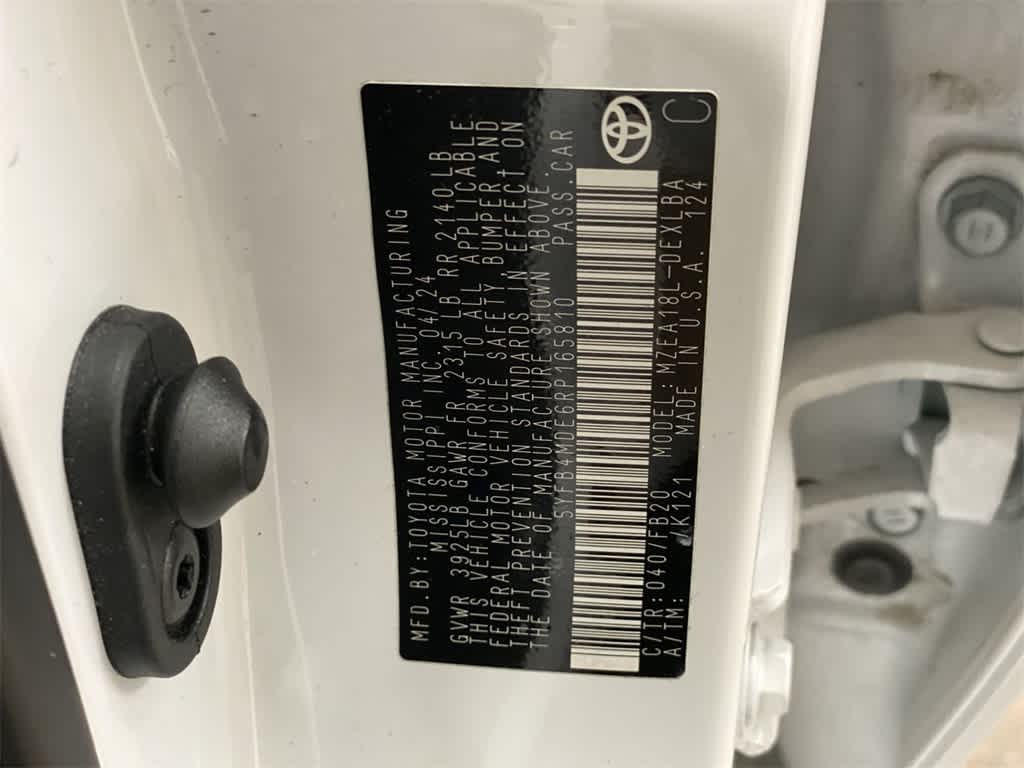 MFD.BY:TOYOTA MOTOR MANUFACTURING
MISSISSIPPI INC.04/24
GVWR 3925LB GAWR FR 2315 LB RR 2140 LB
THIS VEHICLE CONFORMS TO ALL APPLICABLE
FEDERAL MOTOR VEHICLE SAFETY, BUMPER,AND
THEFT PREVENTION STANDARDS IN EFFECT ON
THE DATE OF MANUFACTURE SHOWN ABOVE.
5YFB4MDE6RP165810 PASS.CAR
C/TR:040/FB20 MODEL:MZEA18L-DEXLBA
A/TM: /K121 MADE IN U.S.A.124
C